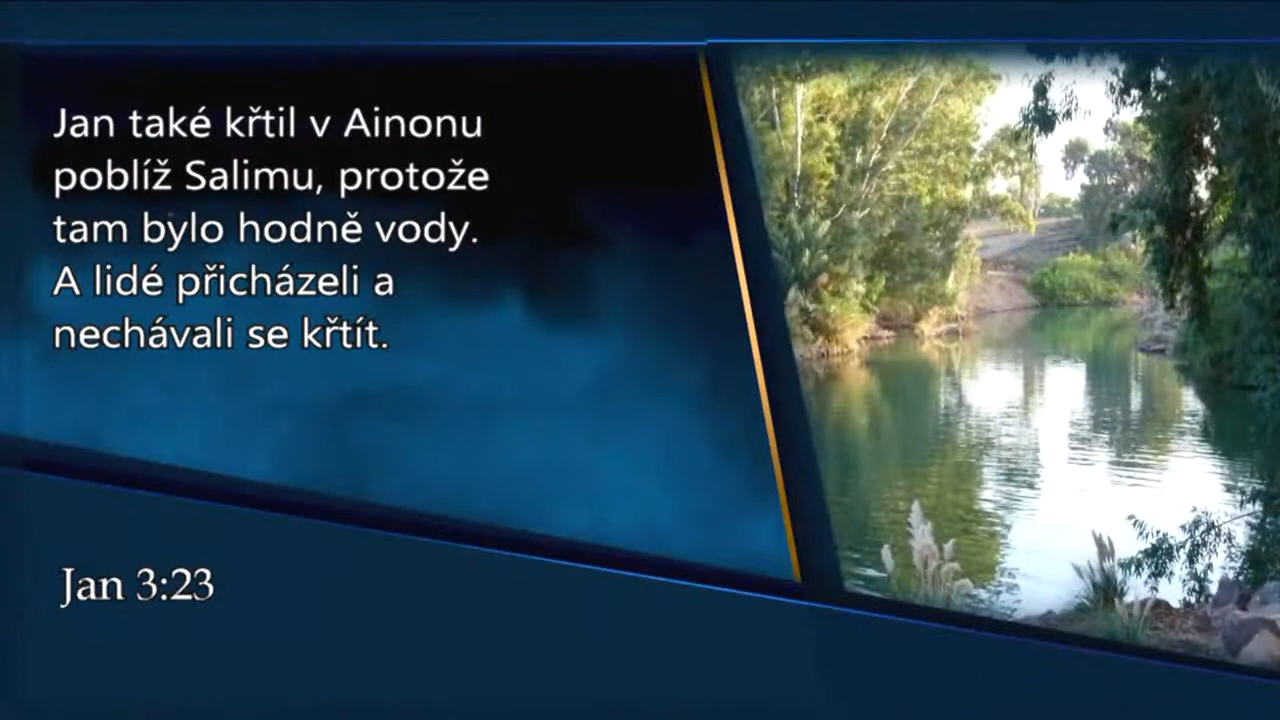 Jan také křtil v Ainonu
poblíž Salimu, protože
tam bylo hodně vody.
A lidé přicházeli a
nechávali se křtít.
Jan 3:23